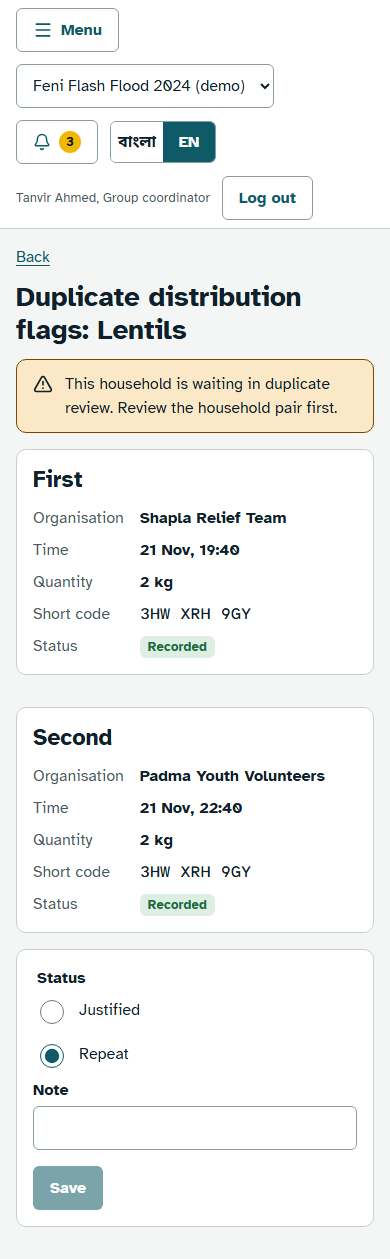 Menu
Feni Flash Flood 2024 (demo)
3
বাংলা EN
Tanvir Ahmed, Group coordinator Log out
Back
Duplicate distribution
flags: Lentils
This household is waiting in duplicate
review. Review the household pair first.
First
Organisation Shapla Relief Team
Time 21 Nov, 19:40
Quantity 2 kg
Short code 3HW XRH 9GY
Status Recorded
Second
Organisation Padma Youth Volunteers
Time 21 Nov, 22:40
Quantity 2 kg
Short code 3HW XRH 9GY
Status Recorded
Status
Justified
Repeat
Note
Save